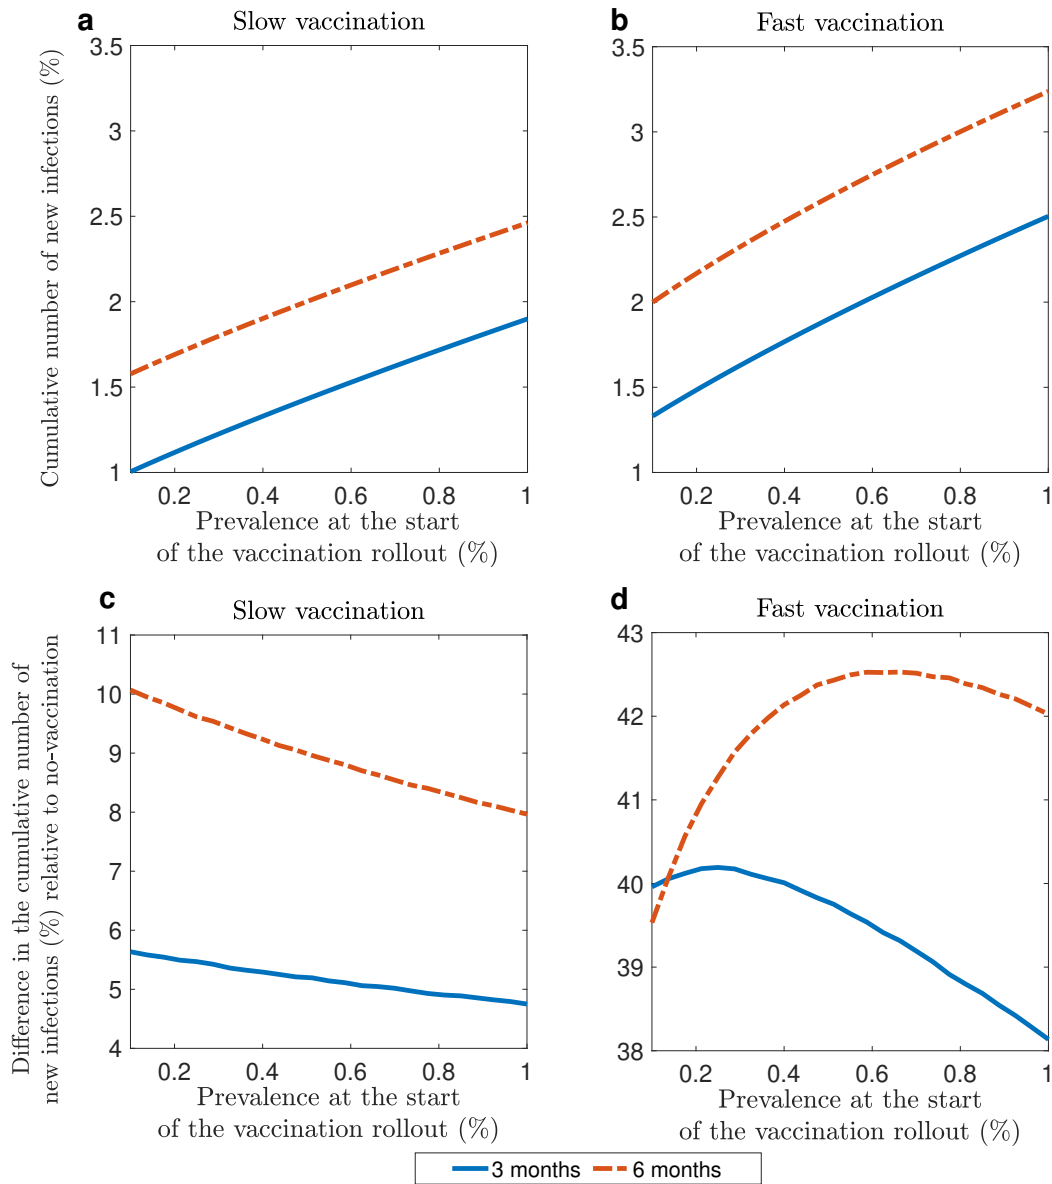 a
Slow vaccination
Cumulative number of new infections (%)
3.5
3
2.5
2
1.5
1
0.2
0.4
0.6
0.8
1
Prevalence at the start
of the vaccination rollout (%)
b
Fast vaccination
3.5
3
2.5
2
1.5
1
0.2
0.4
0.6
0.8
1
Prevalence at the start
of the vaccination rollout (%)
c
Slow vaccination
Difference in the cumulative number of
new infections (%) relative to no-vaccination
11
10
9
8
7
6
5
4
0.2
0.4
0.6
0.8
1
Prevalence at the start
of the vaccination rollout (%)
d
Fast vaccination
43
42
41
40
39
38
0.2
0.4
0.6
0.8
1
Prevalence at the start
of the vaccination rollout (%)
3 months
6 months